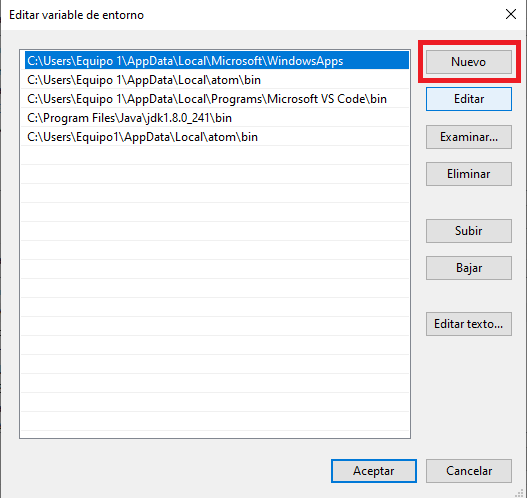 Editar variable de entorno
C:\Users\Equipo 1\AppData\Local\Microsoft\WindowsApps
C:\Users\Equipo 1\AppData\Local\atom\bin
C:\Users\Equipo 1\AppData\Local\Programs\Microsoft VS Code\bin
C:\Program Files\Java\jdk1.8.0_241\bin
C:\Users\Equipo1\AppData\Local\atom\bin
Nuevo
Editar
Examinar...
Eliminar
Subir
Bajar
Editar texto...
Aceptar
Cancelar